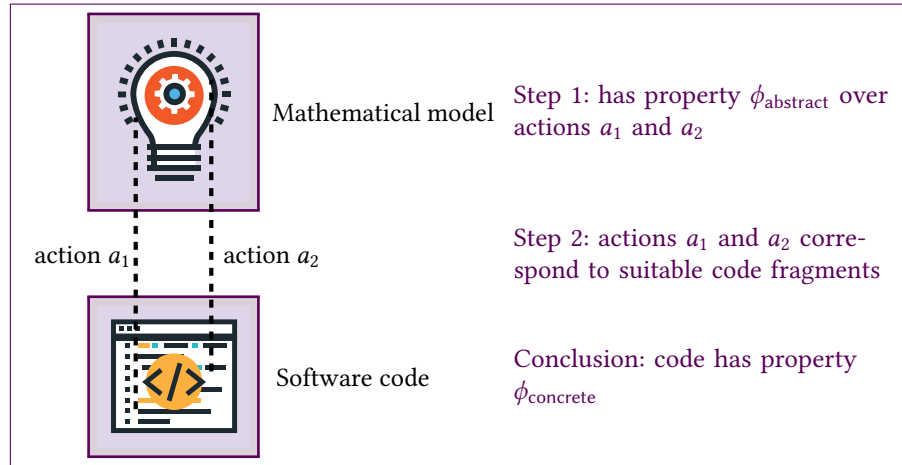 Mathematical model
Step 1: has property ϕabstract over
actions a1 and a2
action a1
action a2
Step 2: actions a1 and a2 corre-
spond to suitable code fragments
</>
Software code
Conclusion: code has property
ϕconcrete